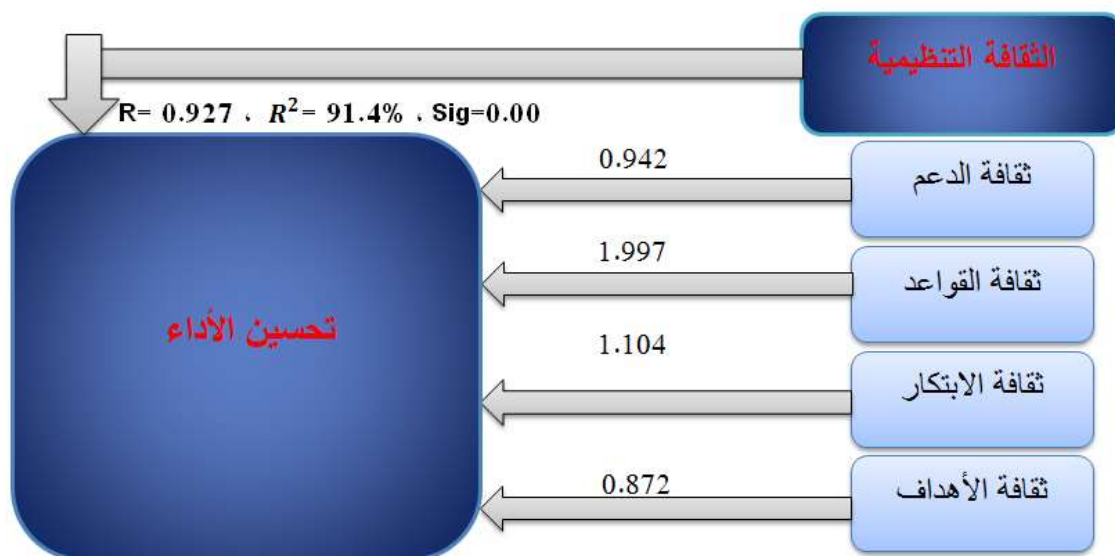 الثقافة التنظيمية
R= 0.927 ، R² = 91.4% ، Sig=0.00
ثقافة الدعم
0.942
ثقافة القواعد
1.997
تحسين الأداء
ثقافة الابتكار
1.104
ثقافة الأهداف
0.872